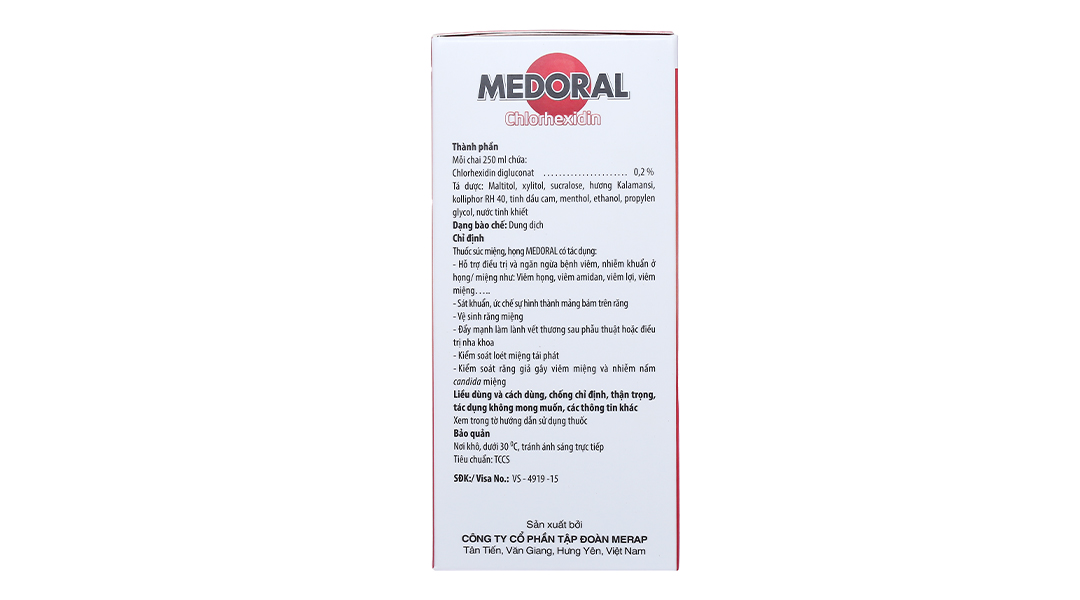 MEDORAL
Chlorhexidin
Thành phần
Mỗi chai 250 ml chứa:
Chlorhexidin digluconat ...................... 0,2 %
Tá dược: Maltitol, xylitol, sucralose, hương Kalamansi,
kolliphor RH 40, tinh dầu cam, menthol, ethanol, propylen
glycol, nước tinh khiết
Dạng bào chế: Dung dịch
Chỉ định
Thuốc súc miệng, họng MEDORAL có tác dụng:
- Hỗ trợ điều trị và ngăn ngừa bệnh viêm, nhiễm khuẩn ở
họng/ miệng như: Viêm họng, viêm amidan, viêm lợi, viêm
miệng.....
- Sát khuẩn, ức chế sự hình thành mảng bám trên răng
- Vệ sinh răng miệng
- Đẩy mạnh làm lành vết thương sau phẫu thuật hoặc điều
trị nha khoa
- Kiểm soát loét miệng tái phát
- Kiểm soát răng giả gây viêm miệng và nhiễm nấm
candida miệng
Liều dùng và cách dùng, chống chỉ định, thận trọng,
tác dụng không mong muốn, các thông tin khác
Xem trong tờ hướng dẫn sử dụng thuốc
Bảo quản
Nơi khô, dưới 30 ⁰C, tránh ánh sáng trực tiếp
Tiêu chuẩn: TCCS
SĐK:/ Visa No.: VS - 4919 -15
Sản xuất bởi
CÔNG TY CỔ PHẦN TẬP ĐOÀN MERAP
Tân Tiến, Văn Giang, Hưng Yên, Việt Nam